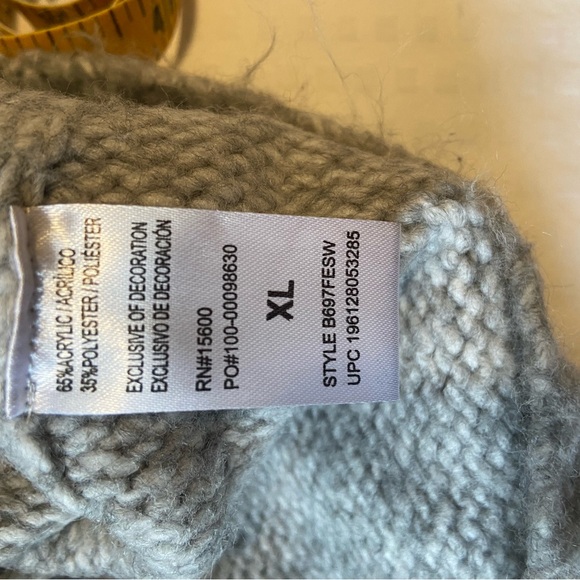 65%ACRYLIC / ACRÍLICO
35%POLYESTER / POLIÉSTER
EXCLUSIVE OF DECORATION
EXCLUSIVO DE DECORACIÓN
RN#15600
PO#100-00098630
XL
STYLE B697FESW
UPC 196128053285